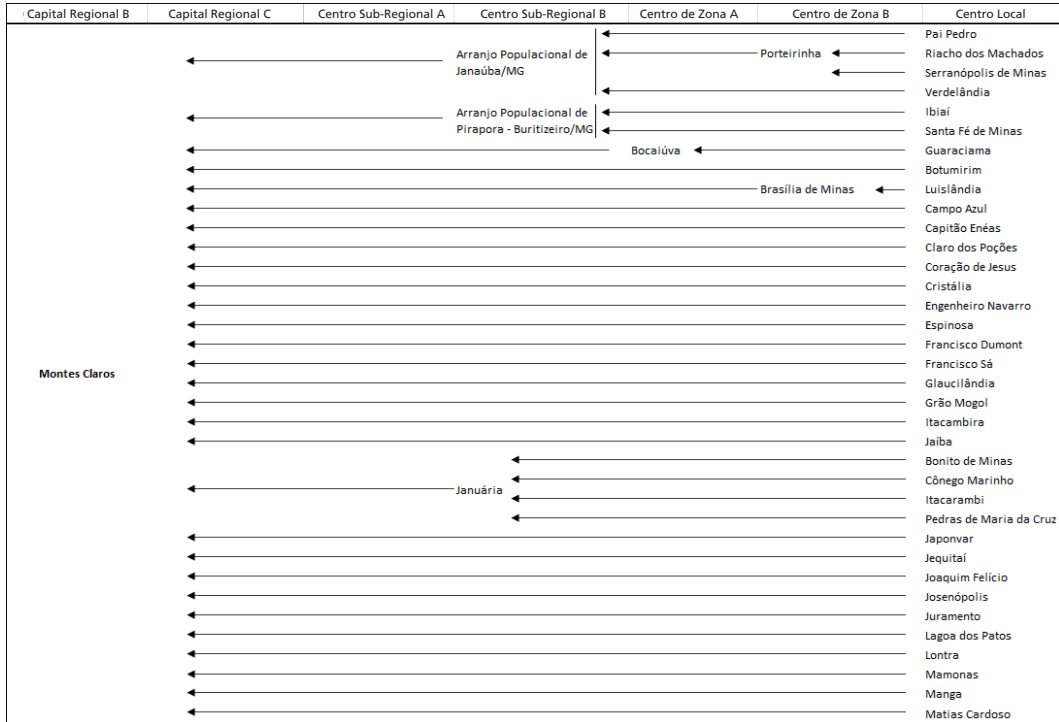 Capital Regional B Capital Regional C Centro Sub-Regional A Centro Sub-Regional B Centro de Zona A Centro de Zona B Centro Local
Pai Pedro
Arranjo Populacional de Porteirinha Riacho dos Machados
Janaúba/MG
Serranópolis de Minas
Verdelândia
Arranjo Populacional de Ibiaí
Pirapora - Buritizeiro/MG Santa Fé de Minas
Bocaiúva Guaraciama
Botumirim
Brasília de Minas Luislândia
Campo Azul
Capitão Enéas
Claro dos Poções
Coração de Jesus
Cristália
Engenheiro Navarro
Espinosa
Francisco Dumont
Francisco Sá
Montes Claros
Glaucilândia
Grão Mogol
Itacambira
Jaíba
Bonito de Minas
Cônego Marinho
Januária
Itacarambi
Pedras de Maria da Cruz
Japonvar
Jequitaí
Joaquim Felício
Josenópolis
Juramento
Lagoa dos Patos
Lontra
Mamonas
Manga
Matias Cardoso